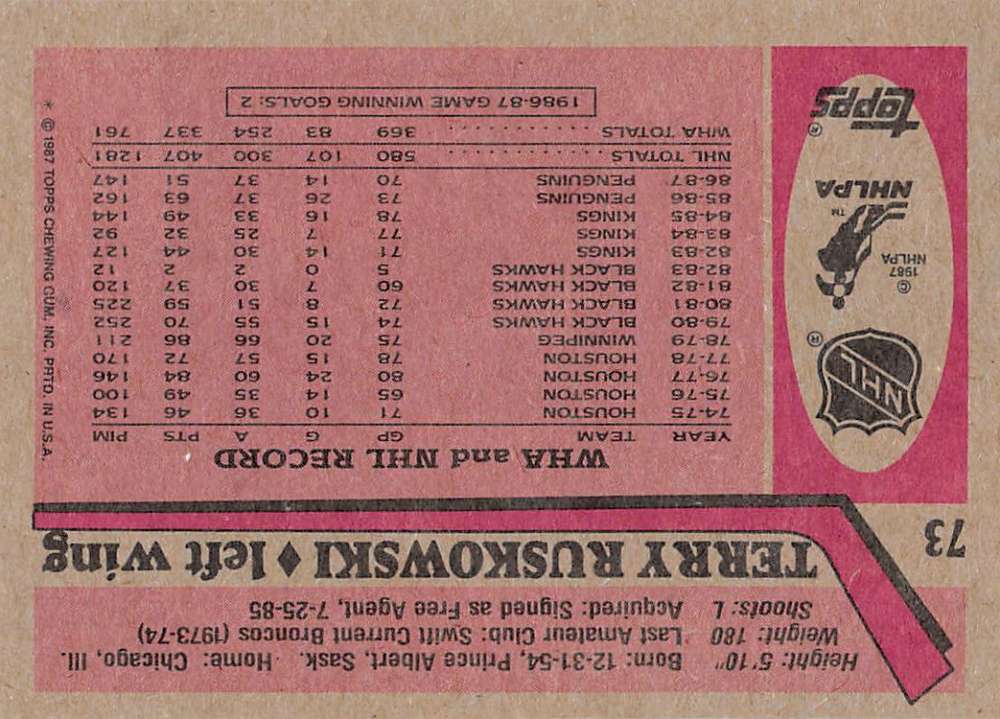 Height: 5'10" Born: 12-31-54, Prince Albert, Sask. Home: Chicago, Ill.
Weight: 180 Last Amateur Club: Swift Current Broncos (1973-74)
Shoots: L Acquired: Signed as Free Agent, 7-25-85
73
TERRY RUSKOWSKI ♦ left wing
WHA and NHL RECORD
YEAR TEAM GP G A PTS PIM
74-75 HOUSTON 71 10 36 46 134
75-76 HOUSTON 65 14 35 49 100
76-77 HOUSTON 80 24 60 84 146
77-78 HOUSTON 78 15 57 72 170
78-79 WINNIPEG 75 20 66 86 211
79-80 BLACK HAWKS 74 15 55 70 252
80-81 BLACK HAWKS 72 8 51 59 225
81-82 BLACK HAWKS 60 7 30 37 120
82-83 BLACK HAWKS 5 0 2 2 12
82-83 KINGS 71 14 30 44 127
83-84 KINGS 77 7 25 32 92
84-85 KINGS 78 16 33 49 144
85-86 PENGUINS 73 26 37 63 162
86-87 PENGUINS 70 14 37 51 147
NHL TOTALS . . . . . . . . . . . . 580 107 300 407 1281
WHA TOTALS . . . . . . . . . . . . 369 83 254 337 761
1986-87 GAME WINNING GOALS: 2
NHL ®
© 1987 NHLPA
NHLPA ™
Topps ®
* © 1987 TOPPS CHEWING GUM, INC. PRTD. IN U.S.A.